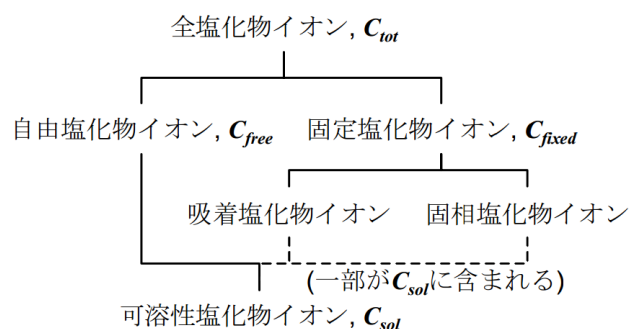 全塩化物イオン, Ctot
自由塩化物イオン, Cfree
固定塩化物イオン, Cfixed
吸着塩化物イオン
固相塩化物イオン
(一部がCsolに含まれる)
可溶性塩化物イオン, Csol